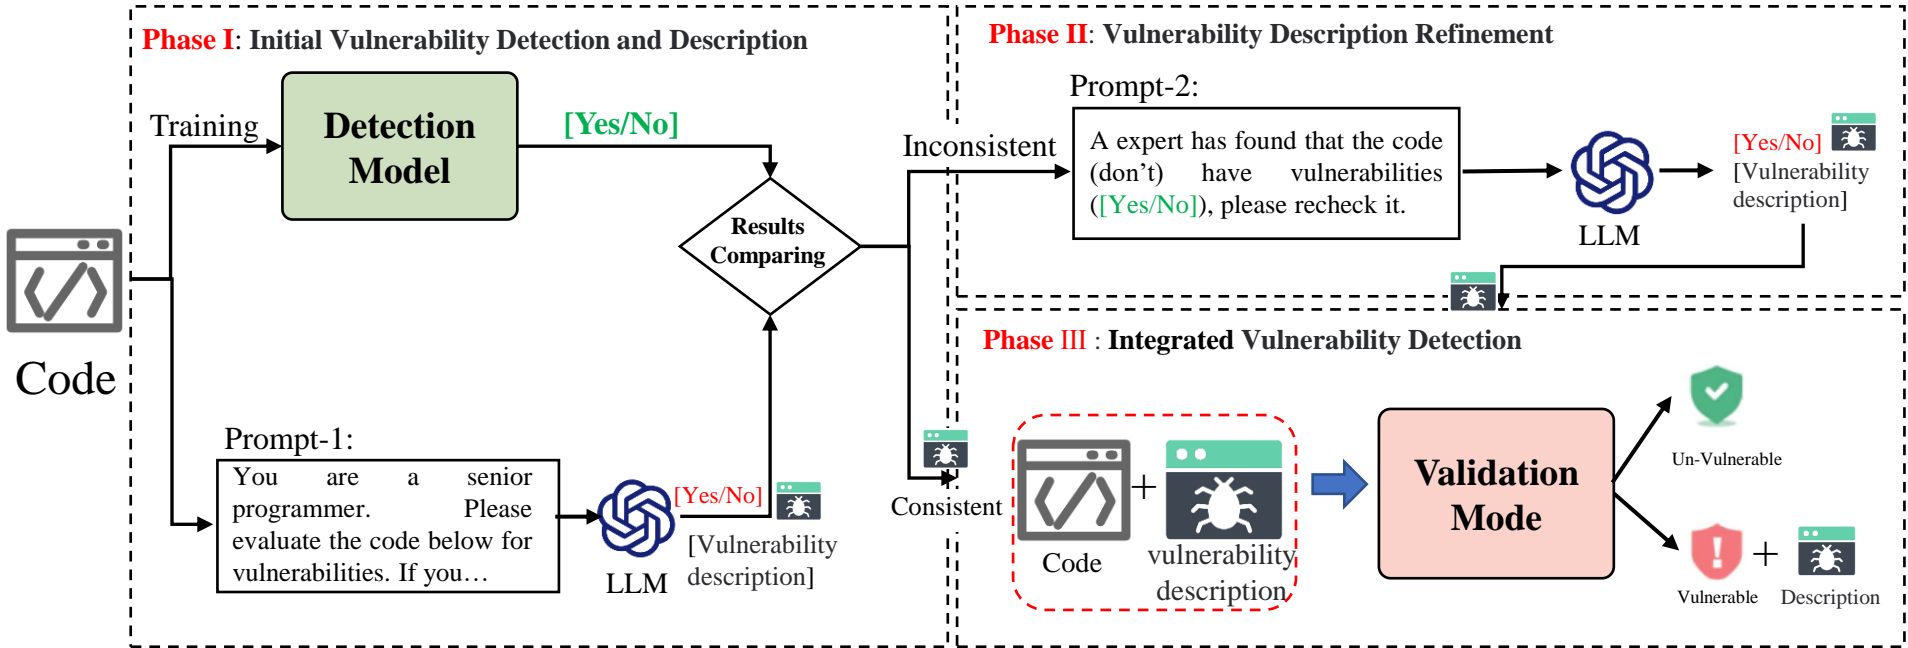 Phase I: Initial Vulnerability Detection and Description
Training
Detection
Model
[Yes/No]
Results
Comparing
Code
Prompt-1:
You are a senior
programmer. Please
evaluate the code below for
vulnerabilities. If you…
LLM
[Yes/No]
[Vulnerability
description]
Inconsistent
Consistent
Phase II: Vulnerability Description Refinement
Prompt-2:
A expert has found that the code
(don't) have vulnerabilities
([Yes/No]), please recheck it.
LLM
[Yes/No]
[Vulnerability
description]
Phase III : Integrated Vulnerability Detection
Code
+
vulnerability
description
Validation
Mode
Un-Vulnerable
Vulnerable
+
Description